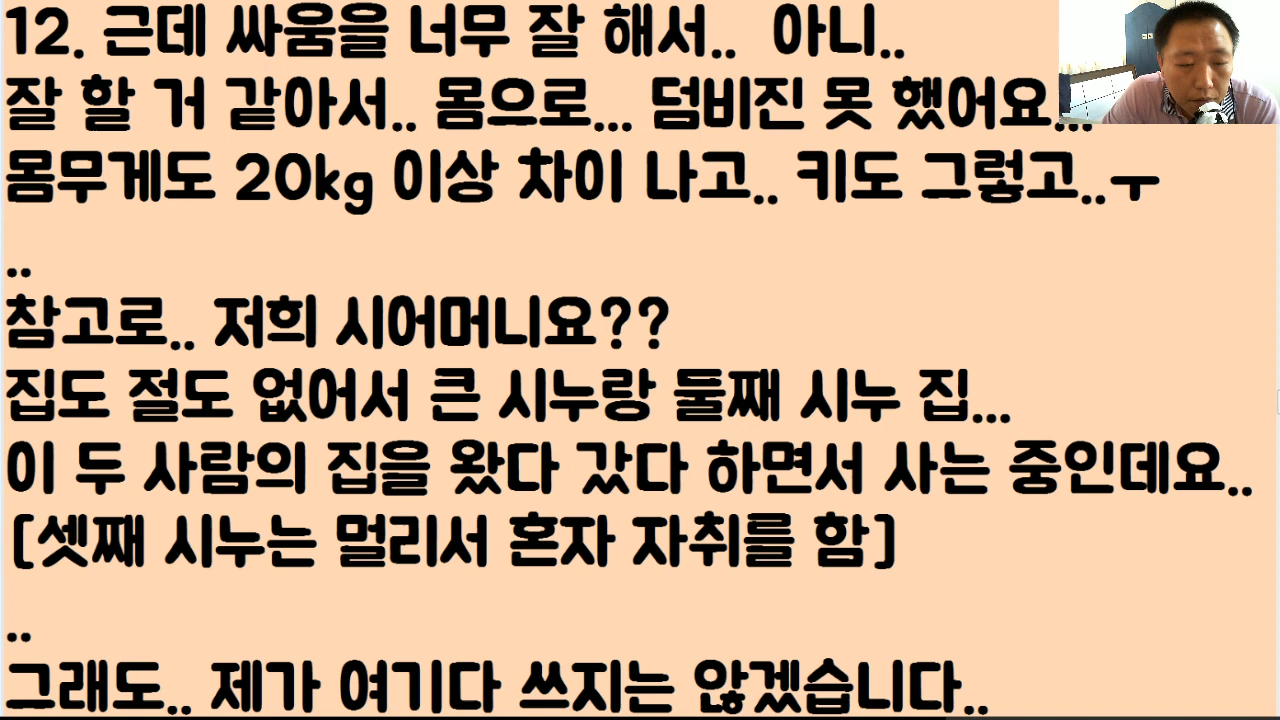 12. 근데 싸움을 너무 잘 해서.. 아니..
잘 할 거 같아서.. 몸으로... 덤비진 못 했어요...
몸무게도 20kg 이상 차이 나고.. 키도 그렇고..ㅜ
..
참고로.. 저희 시어머니요??
집도 절도 없어서 큰 시누랑 둘째 시누 집...
이 두 사람의 집을 왔다 갔다 하면서 사는 중인데요..
[셋째 시누는 멀리서 혼자 자취를 함]
..
그래도.. 제가 여기다 쓰지는 않겠습니다..